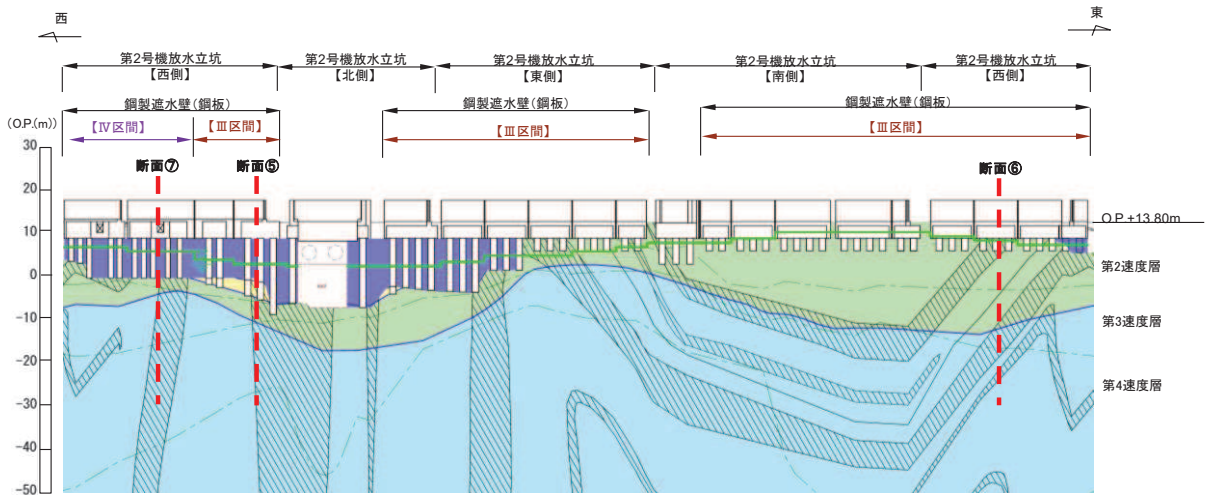 西
東
第2号機放水立坑
【西側】
第2号機放水立坑
【北側】
第2号機放水立坑
【東側】
第2号機放水立坑
【南側】
第2号機放水立坑
【西側】
鋼製遮水壁(鋼板)
鋼製遮水壁(鋼板)
鋼製遮水壁(鋼板)
(O.P.(m))
【Ⅳ区間】
【Ⅲ区間】
【Ⅲ区間】
【Ⅲ区間】
30
20
10
0
-10
-20
-30
-40
-50
断面⑦
断面⑤
断面⑥
O.P.+13.80m
第2速度層
第3速度層
第4速度層